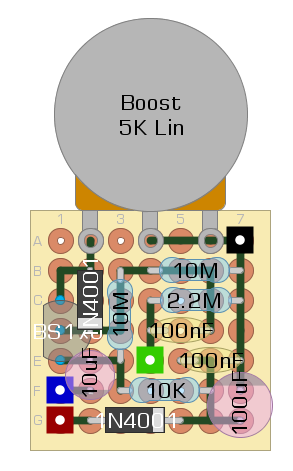 Boost
5K Lin
1
3
5
7
A
B
C
E
F
G
10M
1N4001
10M
2.2M
100nF
BS170
10uF
100nF
10K
100uF
1N4001